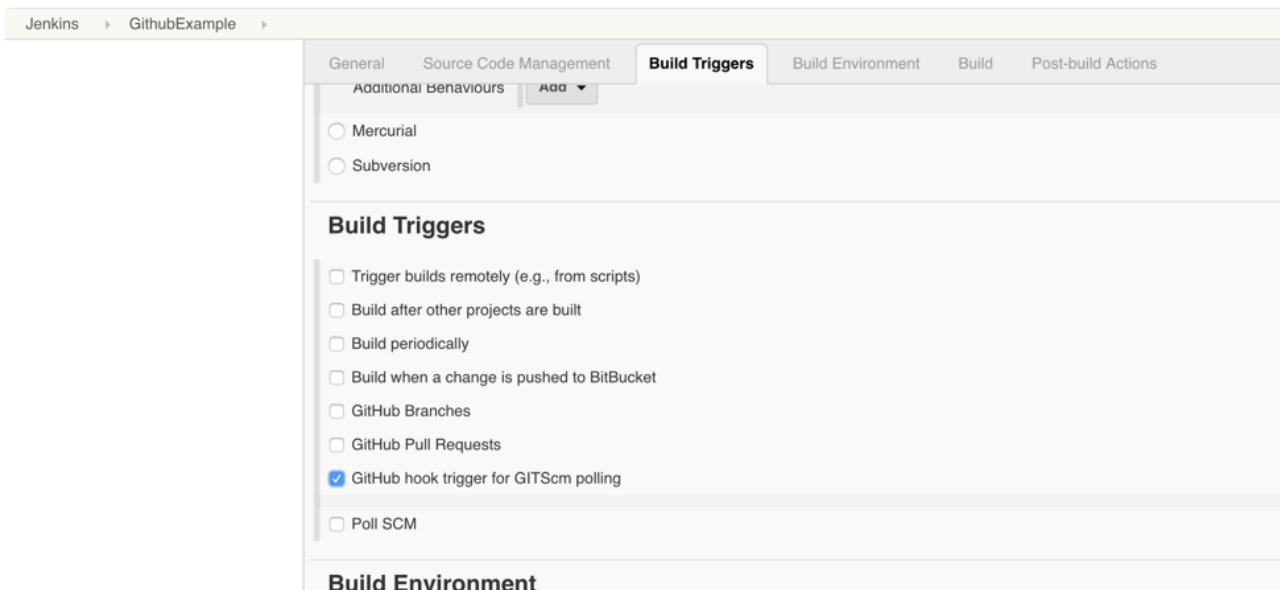 Jenkins GithubExample
General Source Code Management Build Triggers Build Environment Build Post-build Actions
Additional Behaviours Add
Mercurial
Subversion
Build Triggers
Trigger builds remotely (e.g., from scripts)
Build after other projects are built
Build periodically
Build when a change is pushed to BitBucket
GitHub Branches
GitHub Pull Requests
GitHub hook trigger for GITScm polling
Poll SCM
Build Environment